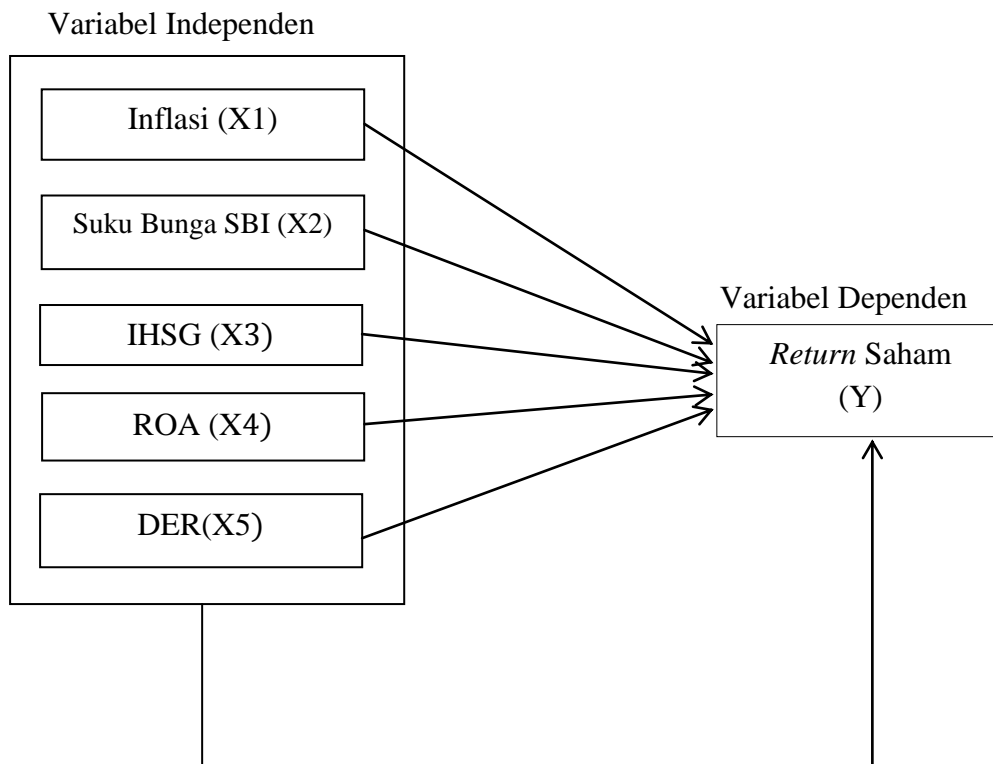 Variabel Independen
Inflasi (X1)
Suku Bunga SBI (X2)
IHSG (X3)
ROA (X4)
DER(X5)
Variabel Dependen
Return Saham
(Y)